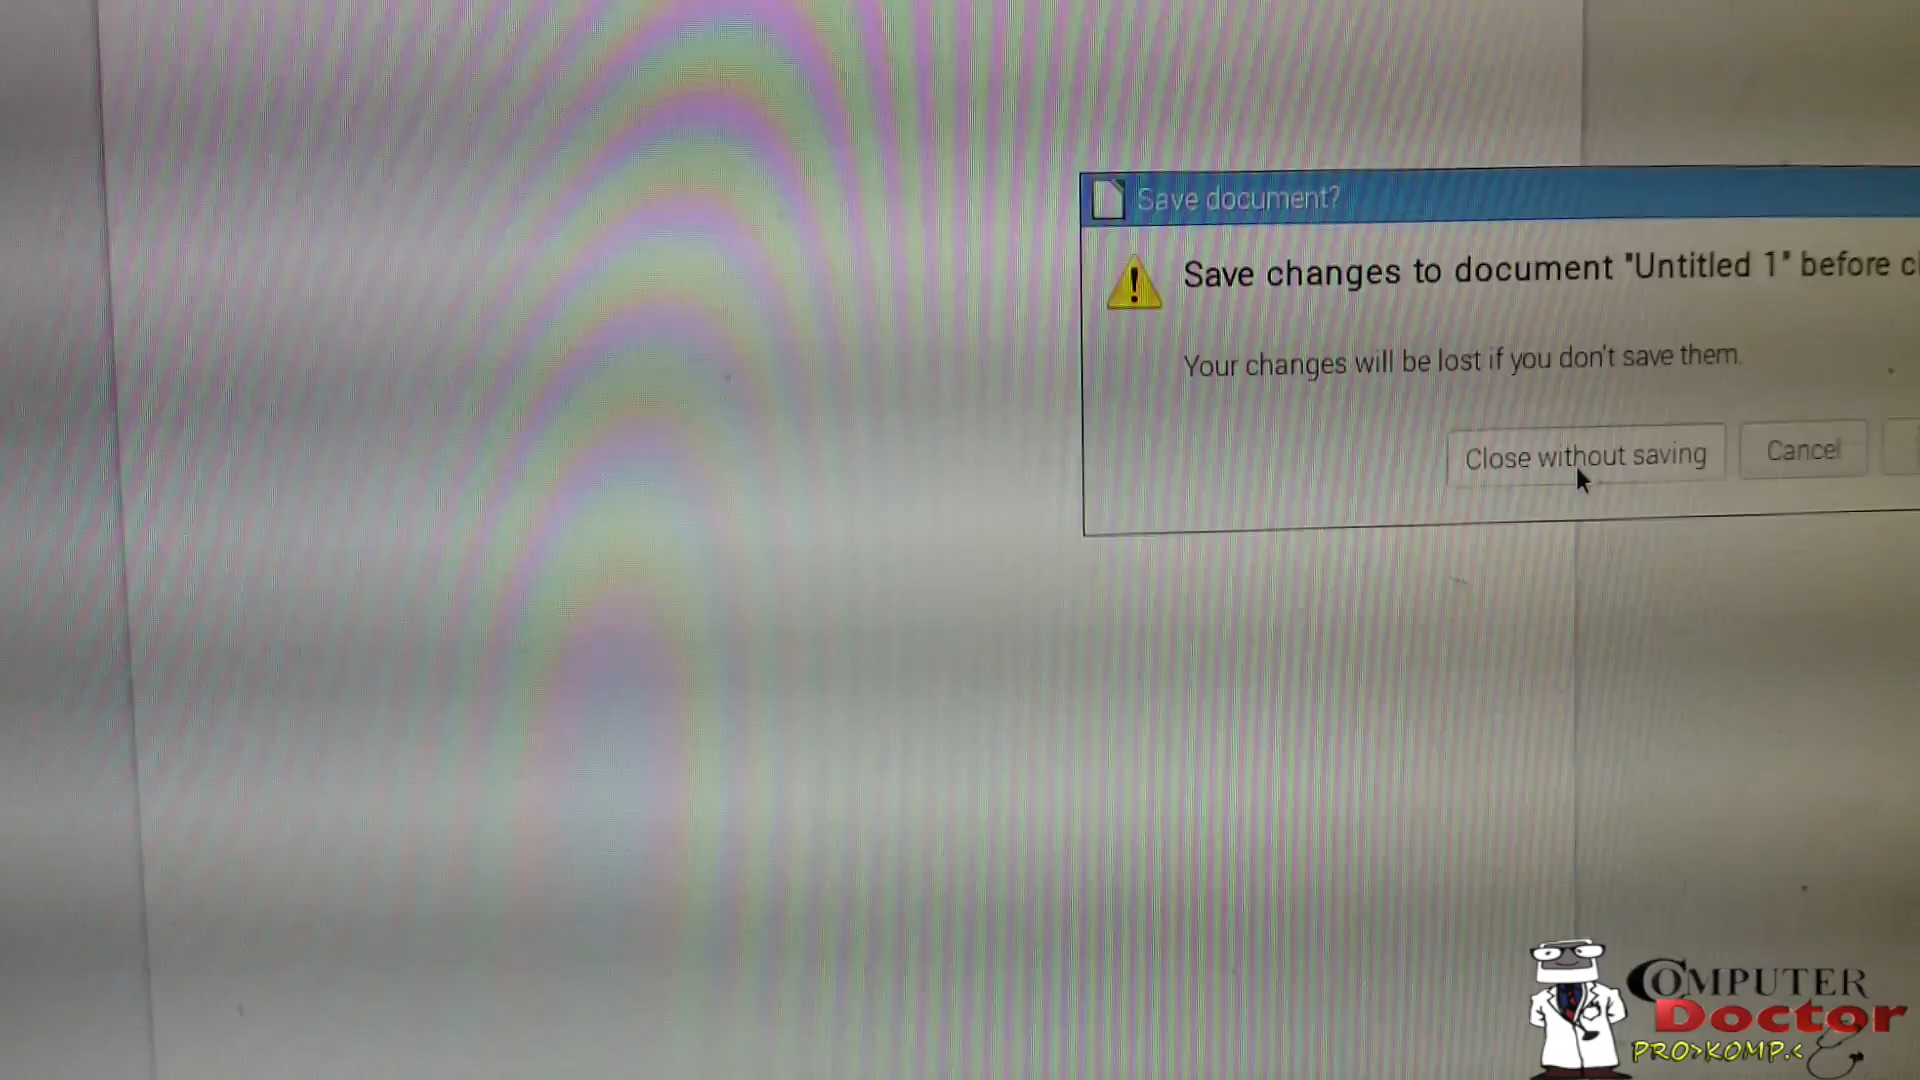 Save document?
Save changes to document "Untitled 1" before
Your changes will be lost if you don't save them.
Close without saving
Cancel
COMPUTER
Doctor
PRO>KOMP.<